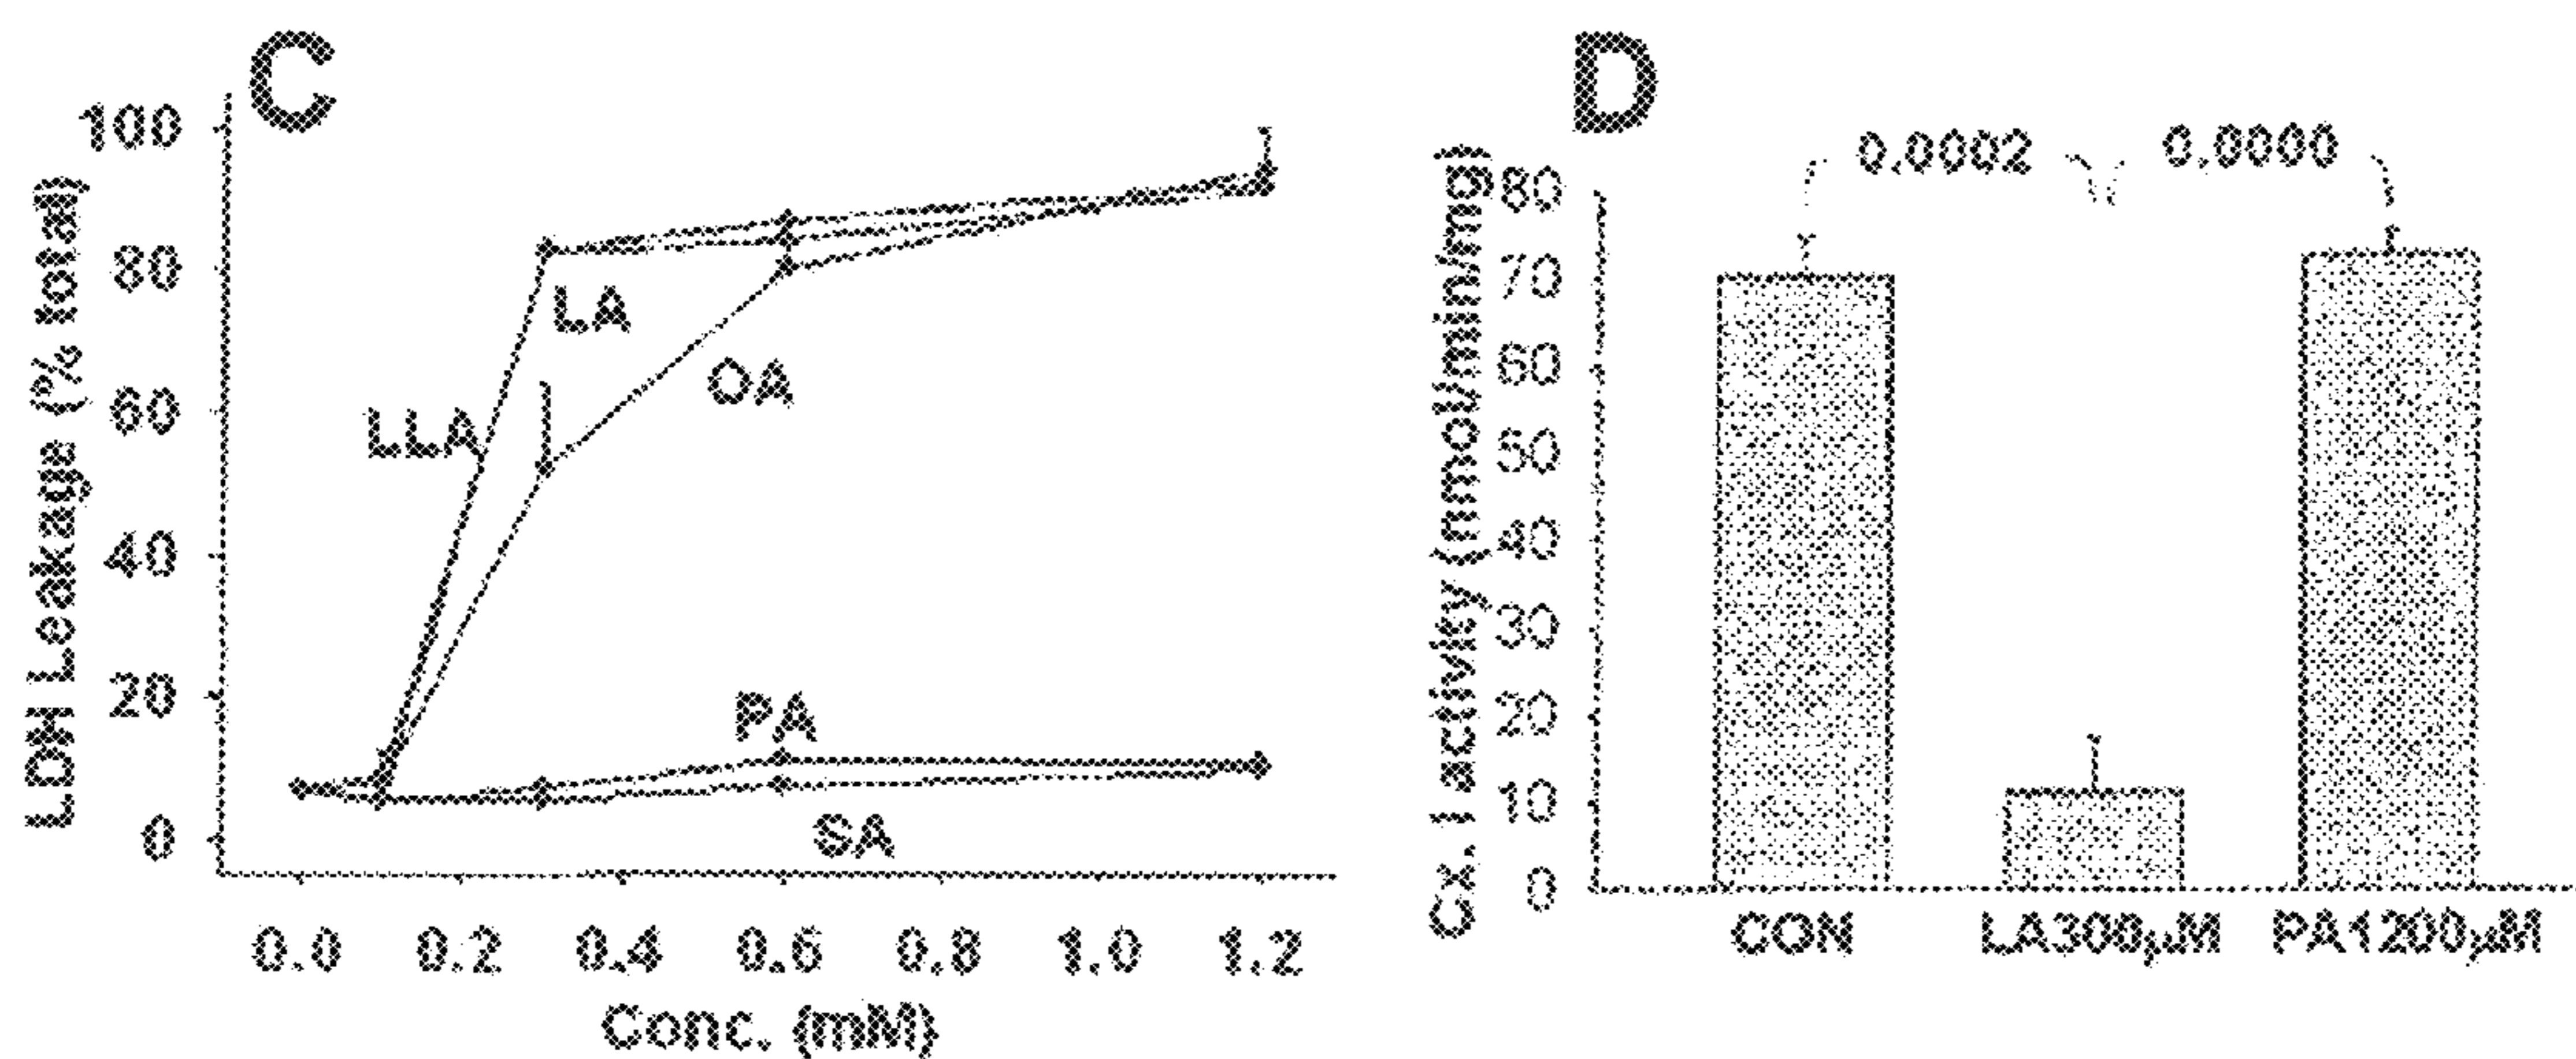 C
LDH Leakage (% total)
100
80
60
40
20
0
LA
OA
LLA
PA
SA
0.0 0.2 0.4 0.6 0.8 1.0 1.2
Conc. (mM)
D
0.0002 0.0000
Cx. I activity (nmol/min/mg)
80
70
60
50
40
30
20
10
0
CON LA300µM PA1200µM